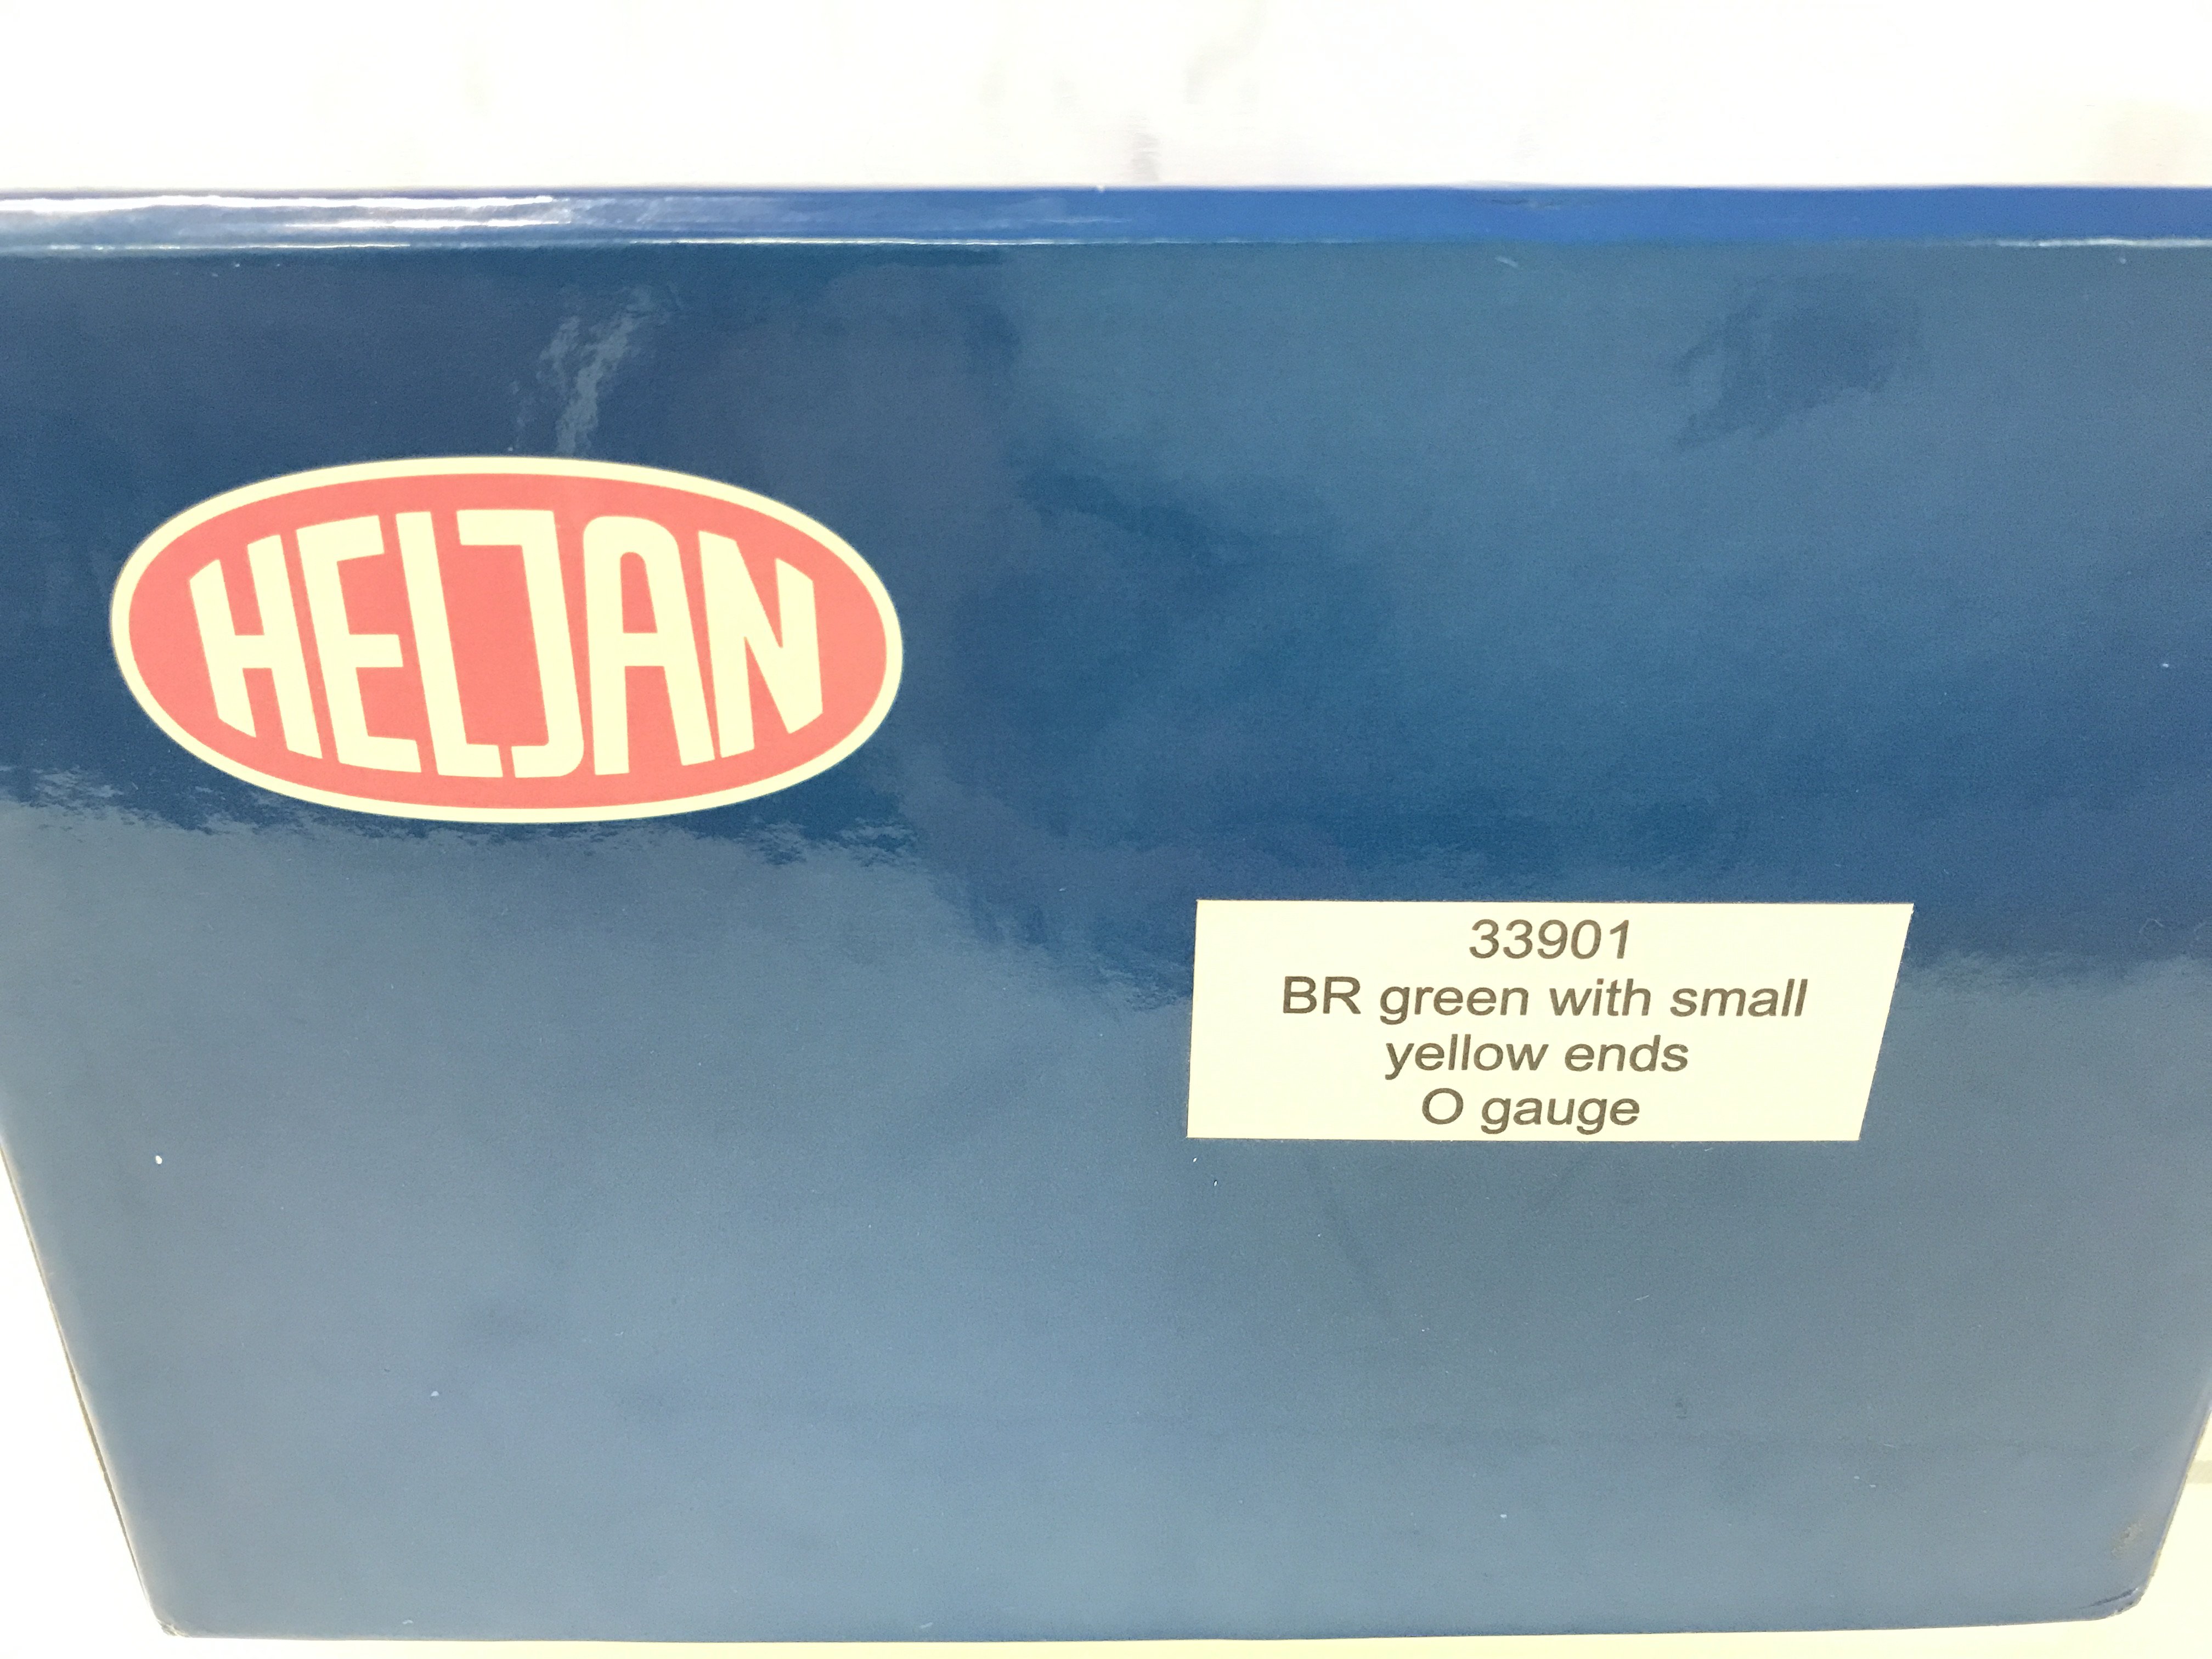 HELJAN
33901
BR green with small
yellow ends
O gauge